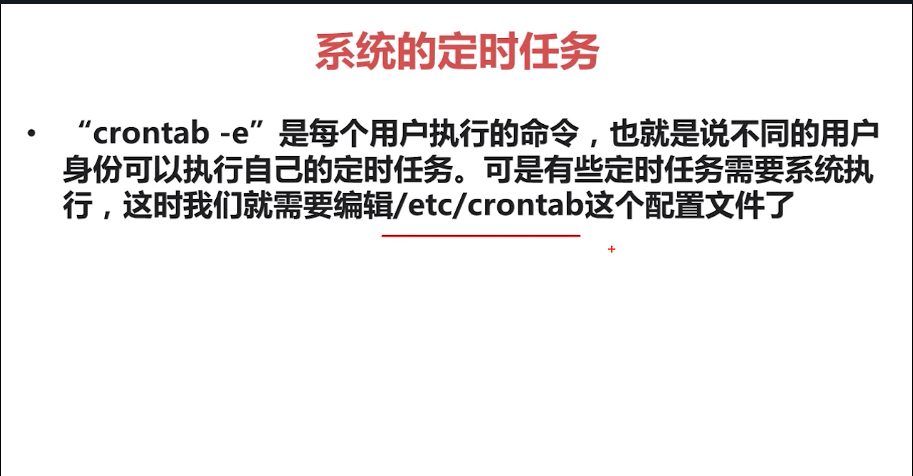 系统的定时任务
• “crontab -e”是每个用户执行的命令，也就是说不同的用户
身份可以执行自己的定时任务。可是有些定时任务需要系统执
行，这时我们就需要编辑/etc/crontab这个配置文件了